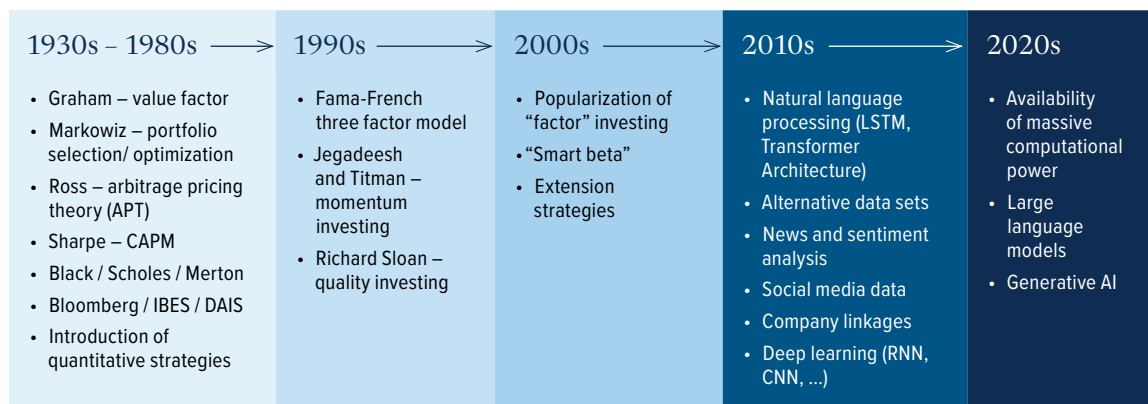 1930s – 1980s
• Graham – value factor
• Markowiz – portfolio
selection/ optimization
• Ross – arbitrage pricing
theory (APT)
• Sharpe – CAPM
• Black / Scholes / Merton
• Bloomberg / IBES / DAIS
• Introduction of
quantitative strategies
1990s
• Fama-French
three factor model
• Jegadeesh
and Titman –
momentum
investing
• Richard Sloan –
quality investing
2000s
• Popularization of
“factor” investing
•“Smart beta”
• Extension
strategies
2010s
• Natural language
processing (LSTM,
Transformer
Architecture)
• Alternative data sets
• News and sentiment
analysis
• Social media data
• Company linkages
• Deep learning (RNN,
CNN, ...)
2020s
• Availability
of massive
computational
power
• Large
language
models
• Generative AI